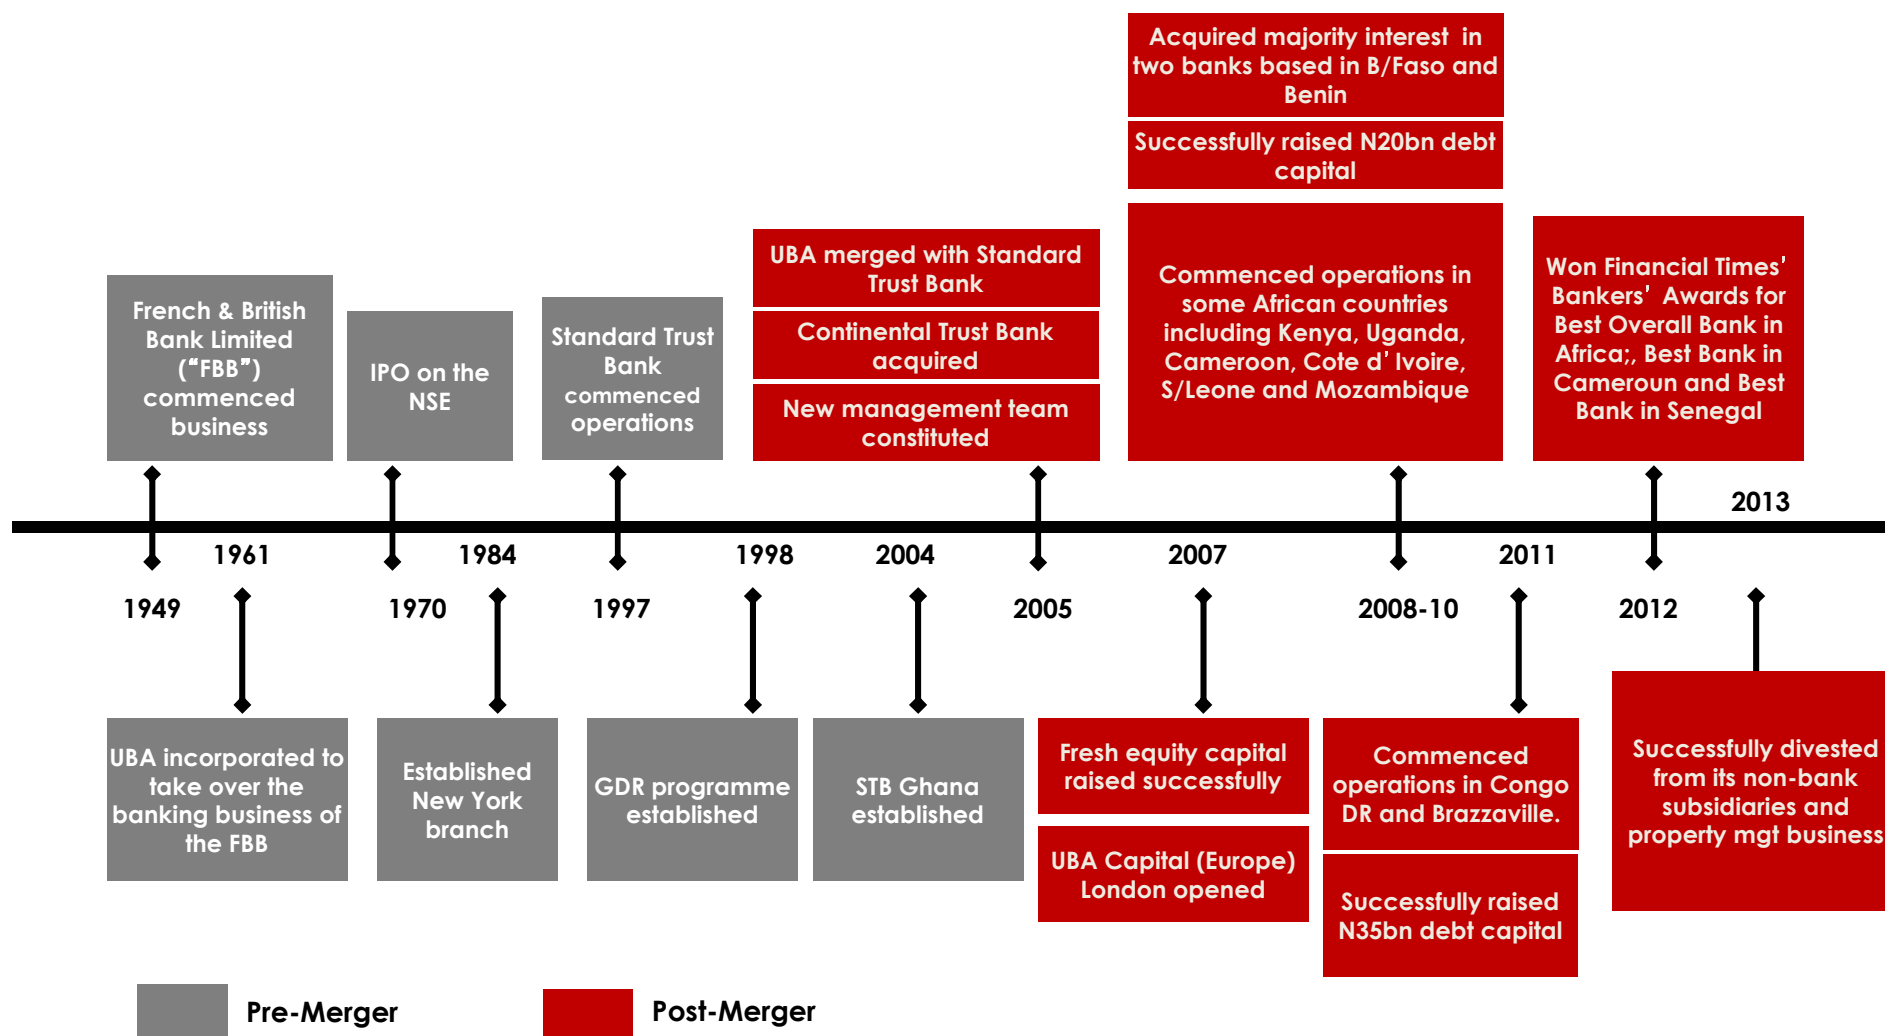 Acquired majority interest in
two banks based in B/Faso and
Benin
Successfully raised N20bn debt
capital
French & British
Bank Limited
("FBB")
commenced
business
IPO on the
NSE
Standard Trust
Bank
commenced
operations
UBA merged with Standard
Trust Bank
Continental Trust Bank
acquired
New management team
constituted
Commenced operations in
some African countries
including Kenya, Uganda,
Cameroon, Cote d' Ivoire,
S/Leone and Mozambique
Won Financial Times'
Bankers' Awards for
Best Overall Bank in
Africa;, Best Bank in
Cameroun and Best
Bank in Senegal
2013
1961
1984
1998
2004
2007
2011
1949
1970
1997
2005
2008-10
2012
UBA incorporated to
take over the
banking business of
the FBB
Established
New York
branch
GDR programme
established
STB Ghana
established
Fresh equity capital
raised successfully
UBA Capital (Europe)
London opened
Commenced
operations in Congo
DR and Brazzaville.
Successfully raised
N35bn debt capital
Successfully divested
from its non-bank
subsidiaries and
property mgt business
Pre-Merger
Post-Merger